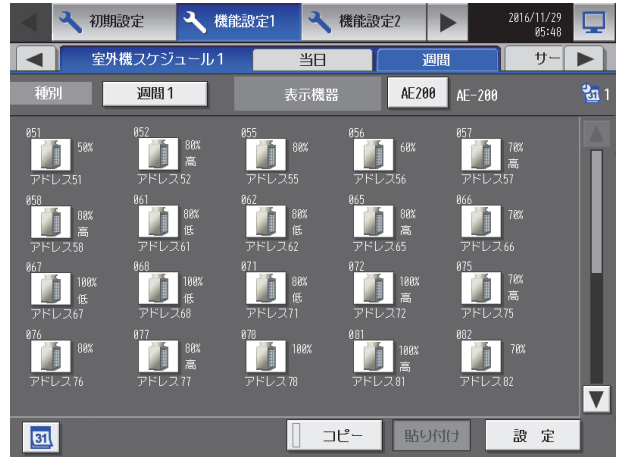 初期設定 機能設定1 機能設定2 2016/11/29
05:48
室外機スケジュール1 当日 週間 サー
種別 週間1 表示機器 AE200 AE-200 31 1
051 052 055 056 057
50% 80% 80% 60% 70%
高 高
アドレス51 アドレス52 アドレス55 アドレス56 アドレス57
058 061 062 065 066
80% 80% 80% 80% 70%
高 低 低 高
アドレス58 アドレス61 アドレス62 アドレス65 アドレス66
067 068 071 072 075
100% 100% 80% 100% 70%
低 低 高 高 高
アドレス67 アドレス68 アドレス71 アドレス72 アドレス75
076 077 078 081 082
80% 80% 100% 100% 70%
高 高
アドレス76 アドレス77 アドレス78 アドレス81 アドレス82
31 コピー 貼り付け 設 定